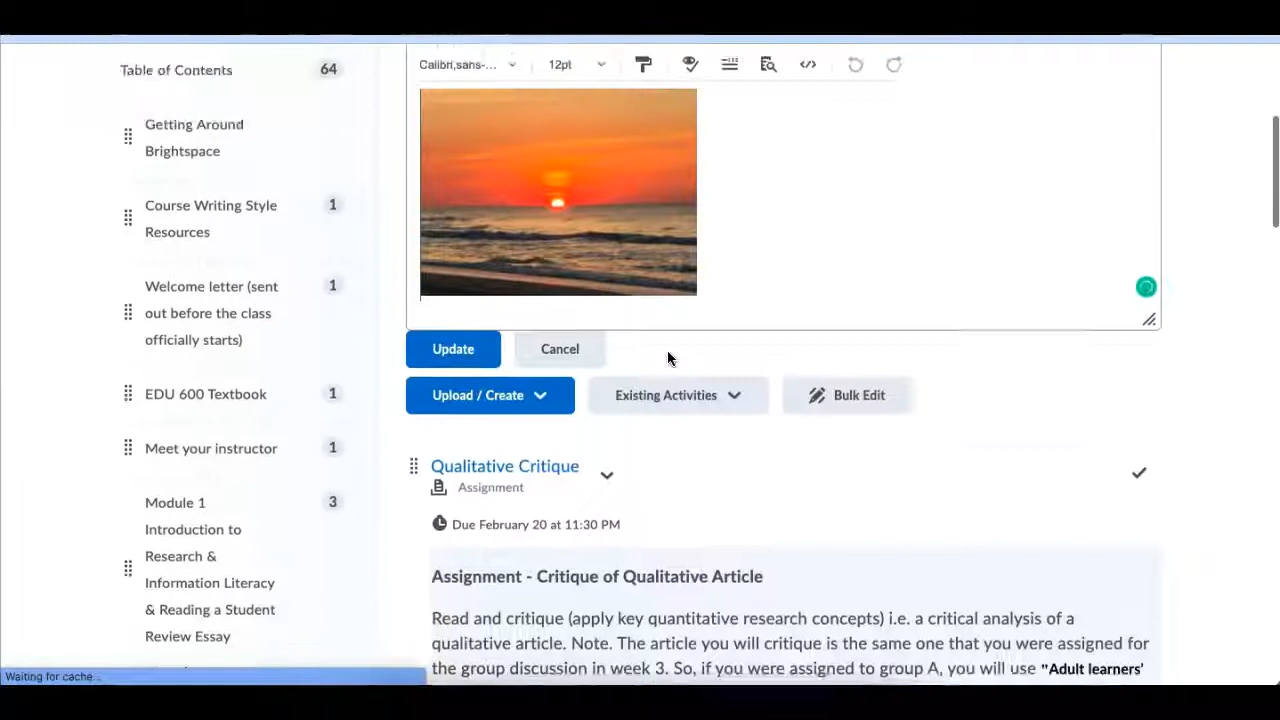 Table of Contents
64
Getting Around
Brightspace
Course Writing Style
Resources
1
Welcome letter (sent
out before the class
officially starts)
1
EDU 600 Textbook
1
Meet your instructor
1
Module 1
Introduction to
Research &
Information Literacy
& Reading a Student
Review Essay
3
Calibri,sans-...
12pt
Update
Cancel
Upload / Create
Existing Activities
Bulk Edit
Qualitative Critique
Assignment
Due February 20 at 11:30 PM
Assignment - Critique of Qualitative Article
Read and critique (apply key quantitative research concepts) i.e. a critical analysis of a
qualitative article. Note. The article you will critique is the same one that you were assigned for
the group discussion in week 3. So, if you were assigned to group A, you will use "Adult learners'
Waiting for cache...